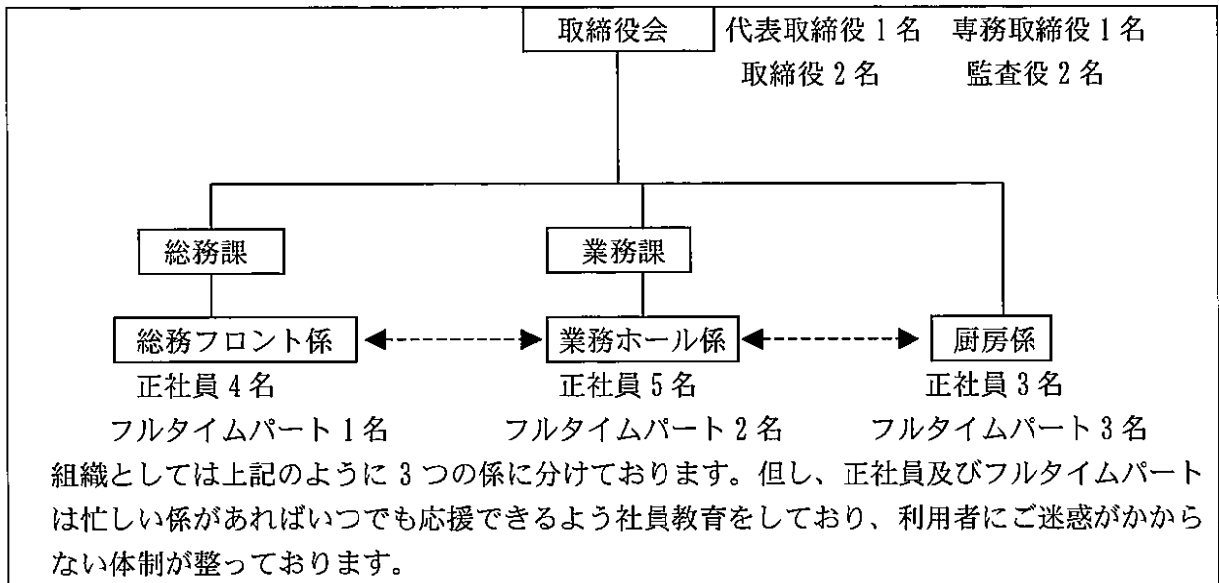 取締役会 代表取締役1名 専務取締役1名
取締役2名 監査役2名
総務課 業務課
総務フロント係 業務ホール係 厨房係
正社員4名 正社員5名 正社員3名
フルタイムパート1名 フルタイムパート2名 フルタイムパート3名
組織としては上記のように3つの係に分けております。但し、正社員及びフルタイムパート
は忙しい係があればいつでも応援できるよう社員教育をしており、利用者にご迷惑がかから
ない体制が整っております。